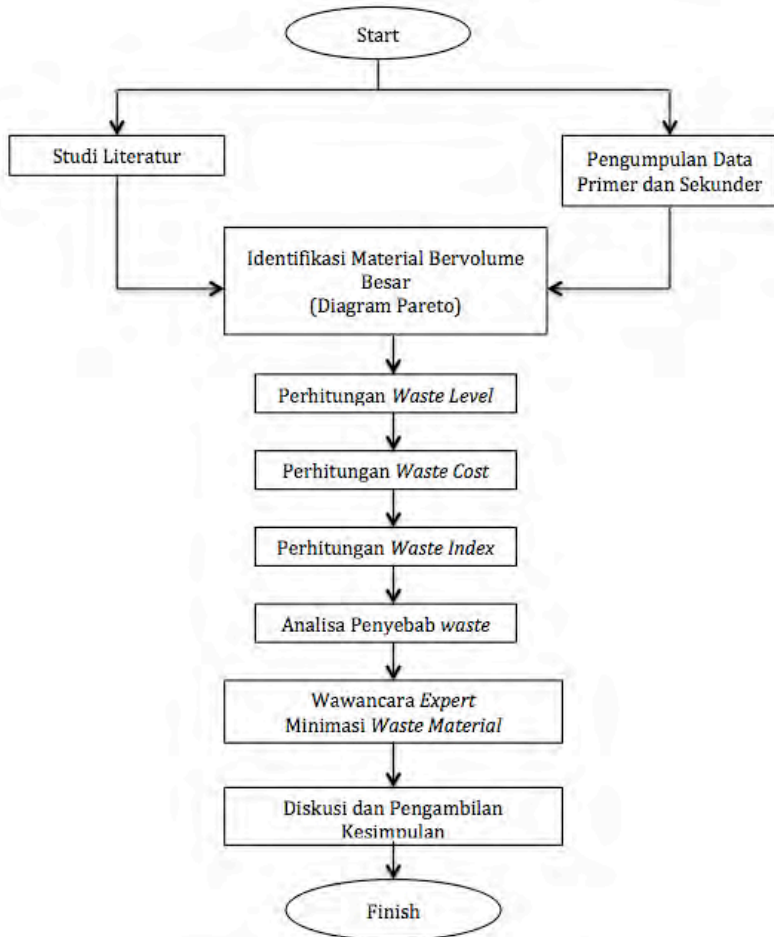 Start
Studi Literatur
Pengumpulan Data
Primer dan Sekunder
Identifikasi Material Bervolume
Besar
(Diagram Pareto)
Perhitungan Waste Level
Perhitungan Waste Cost
Perhitungan Waste Index
Analisa Penyebab waste
Wawancara Expert
Minimasi Waste Material
Diskusi dan Pengambilan
Kesimpulan
Finish